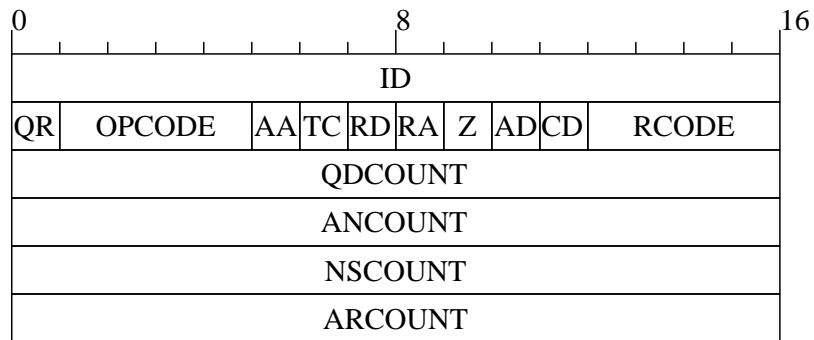 0 8 16
ID
QR OPCODE AA TC RD RA Z AD CD RCODE
QDCOUNT
ANCOUNT
NSCOUNT
ARCOUNT